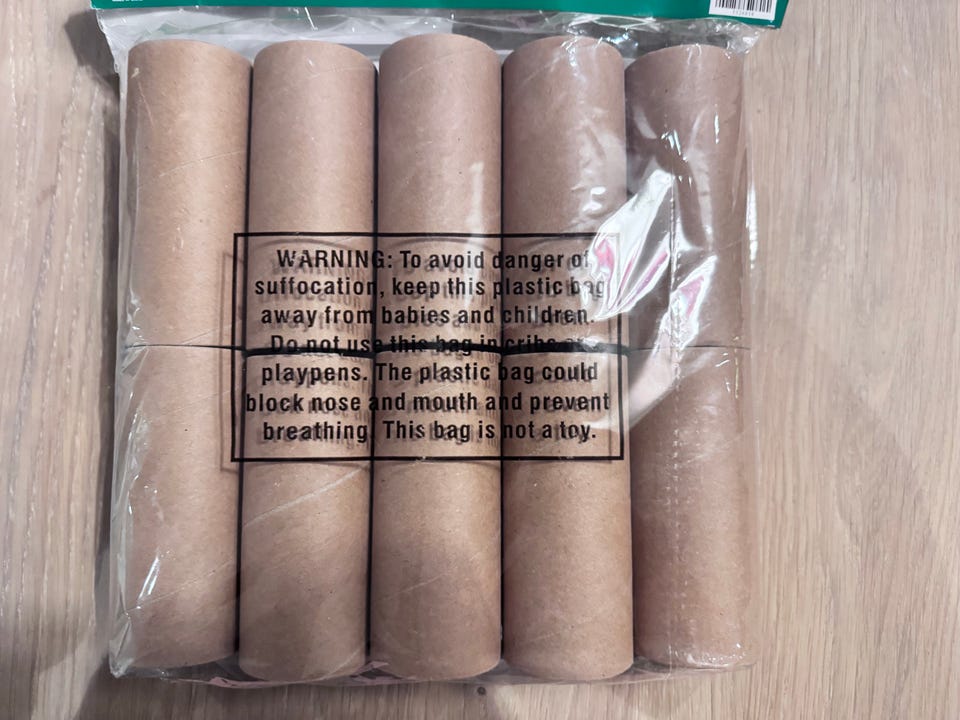 WARNING: To avoid danger of
suffocation, keep this plastic bag
away from babies and children.
Do not use this bag in cribs or
playpens. The plastic bag could
block nose and mouth and prevent
breathing. This bag is not a toy.